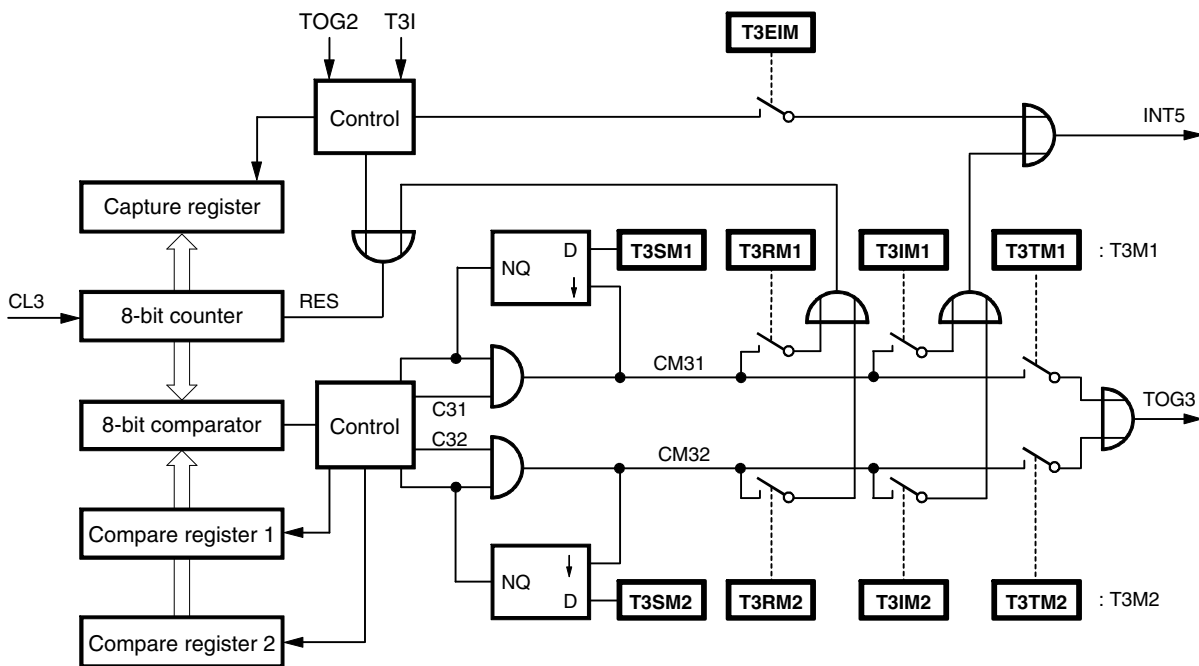 TOG2
T3I
T3EIM
Control
INT5
Capture register
D
T3SM1
T3RM1
T3IM1
T3TM1
: T3M1
NQ
CL3
8-bit counter
RES
CM31
8-bit comparator
Control
C31
C32
TOG3
CM32
Compare register 1
NQ
D
T3SM2
T3RM2
T3IM2
T3TM2
: T3M2
Compare register 2